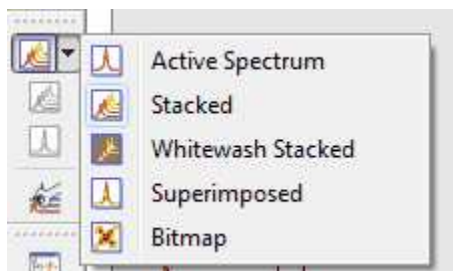 Active Spectrum
Stacked
Whitewash Stacked
Superimposed
Bitmap